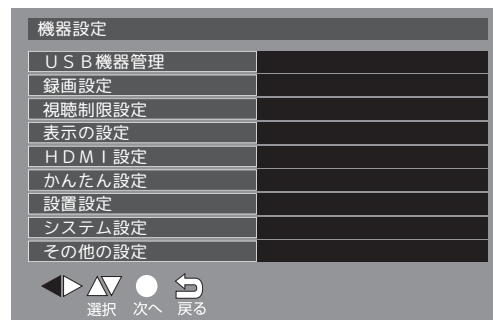 機器設定
ＵＳＢ機器管理
録画設定
視聴制限設定
表示の設定
ＨＤＭＩ設定
かんたん設定
設置設定
システム設定
その他の設定
選択 次へ 戻る